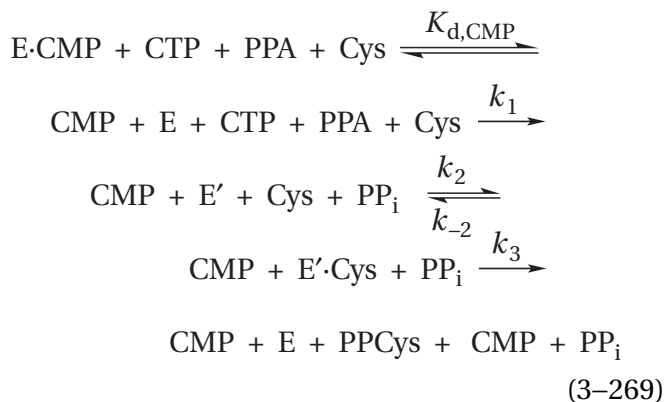 E·CMP + CTP + PPA + Cys ⇌ K_d,CMP
CMP + E + CTP + PPA + Cys → k_1
CMP + E′ + Cys + PP_i ⇌ k_2 k_−2
CMP + E′·Cys + PP_i → k_3
CMP + E + PPCys + CMP + PP_i
(3–269)